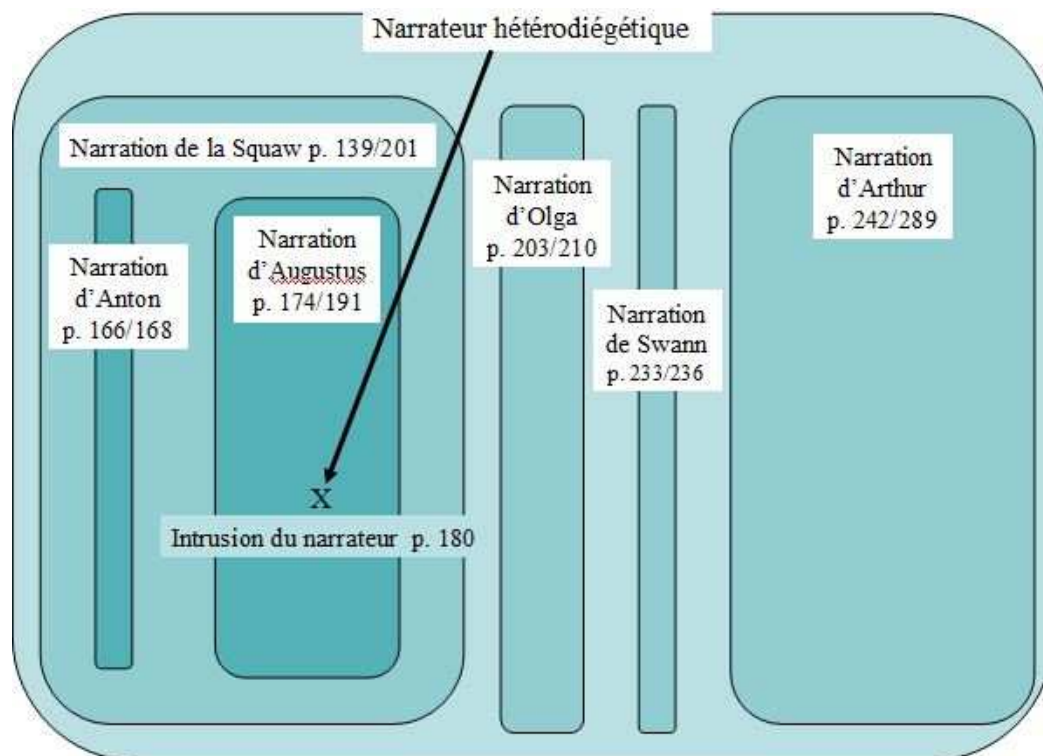 Narrateur hétérodiégétique
Narration de la Squaw p. 139/201
Narration
d'Anton
p. 166/168
Narration
d'Augustus
p. 174/191
X
Intrusion du narrateur p. 180
Narration
d'Olga
p. 203/210
Narration
de Swann
p. 233/236
Narration
d'Arthur
p. 242/289